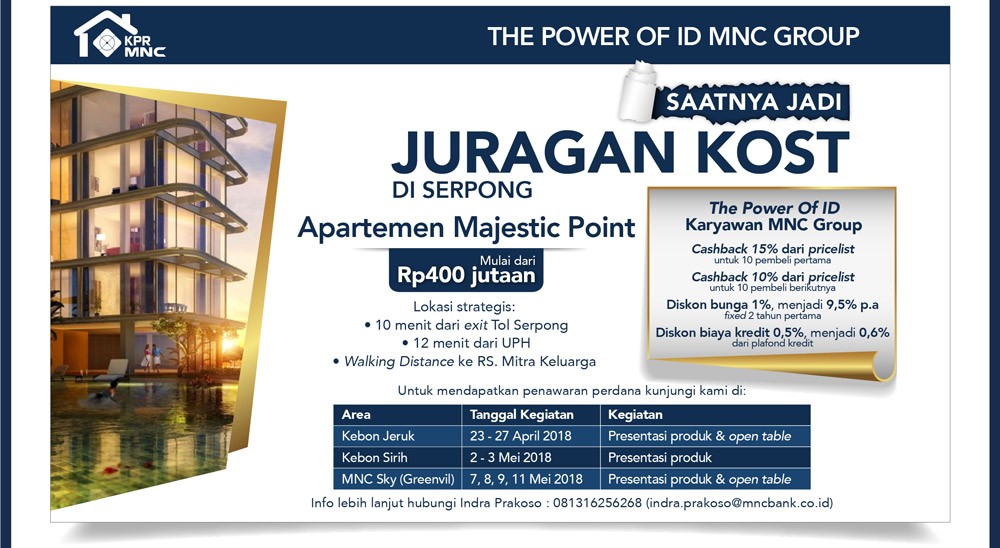 KPR
MNC
THE POWER OF ID MNC GROUP
SAATNYA JADI
JURAGAN KOST
DI SERPONG
Apartemen Majestic Point
Mulai dari
Rp400 jutaan
Lokasi strategis:
• 10 menit dari exit Tol Serpong
• 12 menit dari UPH
• Walking Distance ke RS. Mitra Keluarga
The Power Of ID
Karyawan MNC Group
Cashback 15% dari pricelist
untuk 10 pembeli pertama
Cashback 10% dari pricelist
untuk 10 pembeli berikutnya
Diskon bunga 1%, menjadi 9,5% p.a
fixed 2 tahun pertama
Diskon biaya kredit 0,5%, menjadi 0,6%
dari plafond kredit
Untuk mendapatkan penawaran perdana kunjungi kami di:
Area Tanggal Kegiatan Kegiatan
Kebon Jeruk 23 - 27 April 2018 Presentasi produk & open table
Kebon Sirih 2 - 3 Mei 2018 Presentasi produk
MNC Sky (Greenvil) 7, 8, 9, 11 Mei 2018 Presentasi produk & open table
Info lebih lanjut hubungi Indra Prakoso : 081316256268 (indra.prakoso@mncbank.co.id)